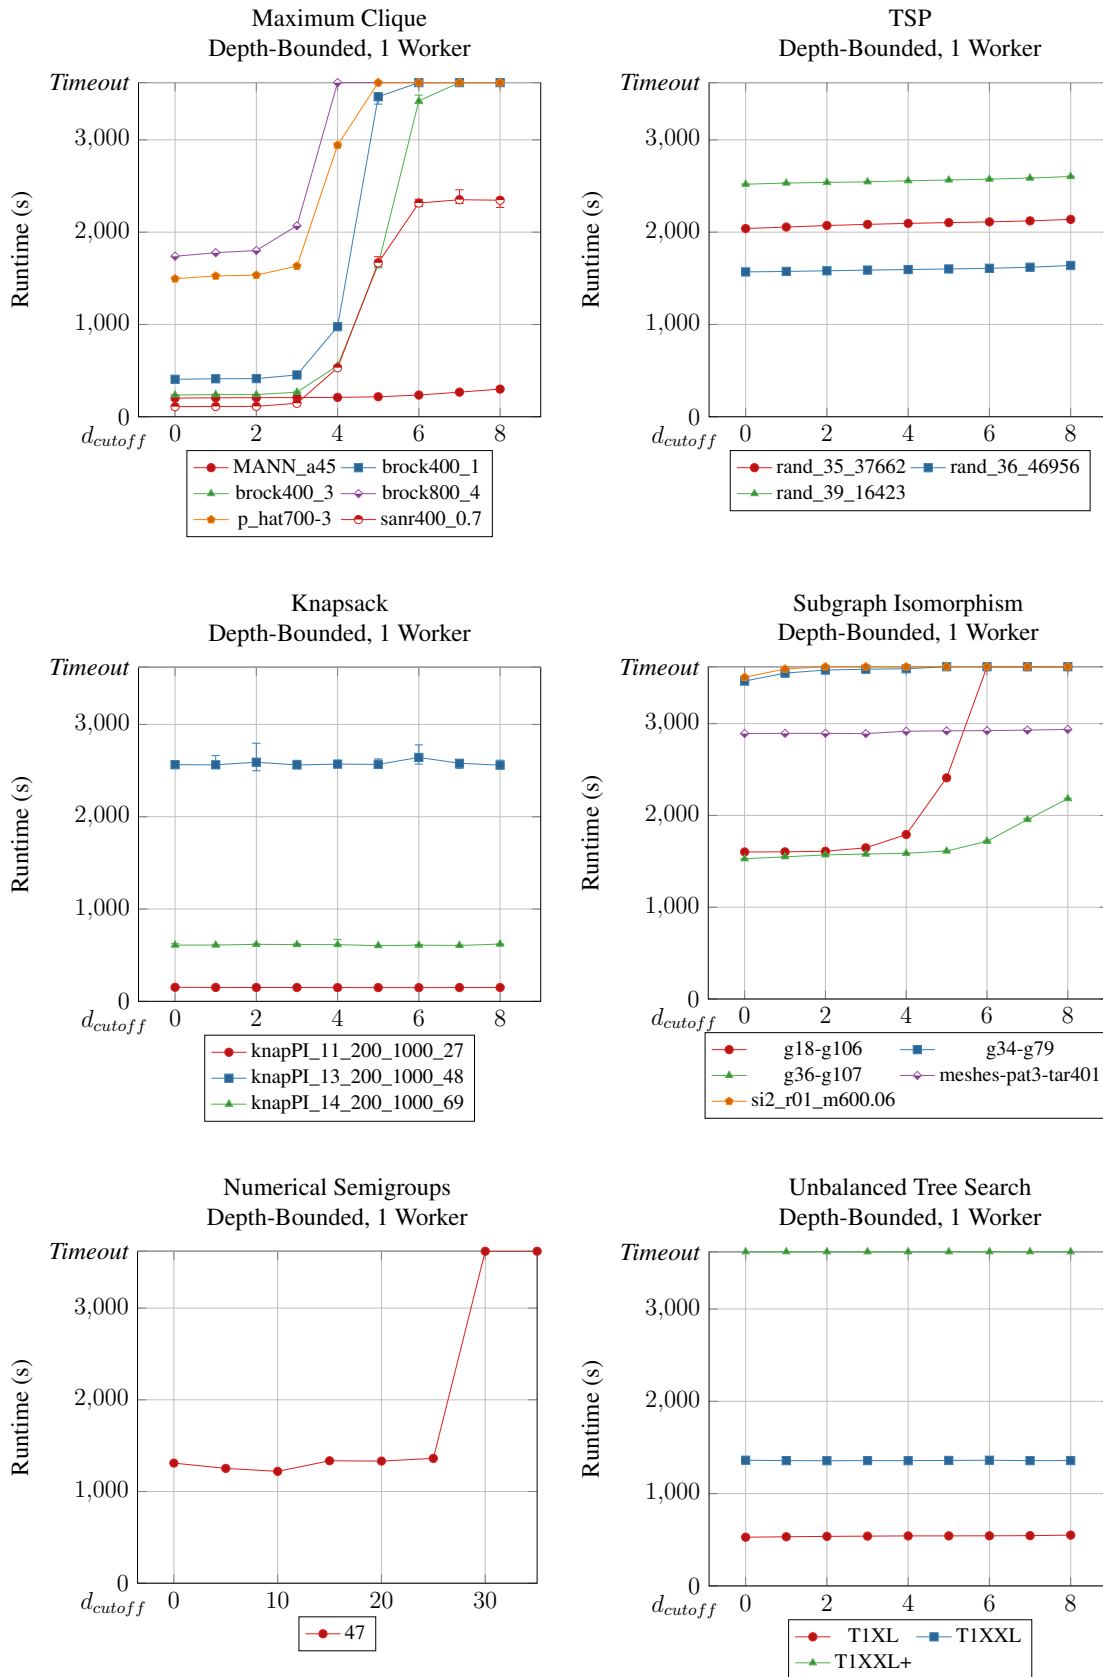 Maximum Clique
Depth-Bounded, 1 Worker
Timeout
3,000
2,000
1,000
0
Runtime (s)
d_cutoff
0 2 4 6 8
MANN_a45 brock400_1
brock400_3 brock800_4
p_hat700-3 sanr400_0.7
TSP
Depth-Bounded, 1 Worker
Timeout
3,000
2,000
1,000
0
Runtime (s)
d_cutoff
0 2 4 6 8
rand_35_37662 rand_36_46956
rand_39_16423
Knapsack
Depth-Bounded, 1 Worker
Timeout
3,000
2,000
1,000
0
Runtime (s)
d_cutoff
0 2 4 6 8
knapPI_11_200_1000_27
knapPI_13_200_1000_48
knapPI_14_200_1000_69
Subgraph Isomorphism
Depth-Bounded, 1 Worker
Timeout
3,000
2,000
1,000
0
Runtime (s)
d_cutoff
0 2 4 6 8
g18-g106 g34-g79
g36-g107 meshes-pat3-tar401
si2_r01_m600.06
Numerical Semigroups
Depth-Bounded, 1 Worker
Timeout
3,000
2,000
1,000
0
Runtime (s)
d_cutoff
0 10 20 30
47
Unbalanced Tree Search
Depth-Bounded, 1 Worker
Timeout
3,000
2,000
1,000
0
Runtime (s)
d_cutoff
0 2 4 6 8
T1XL T1XXL
T1XXL+